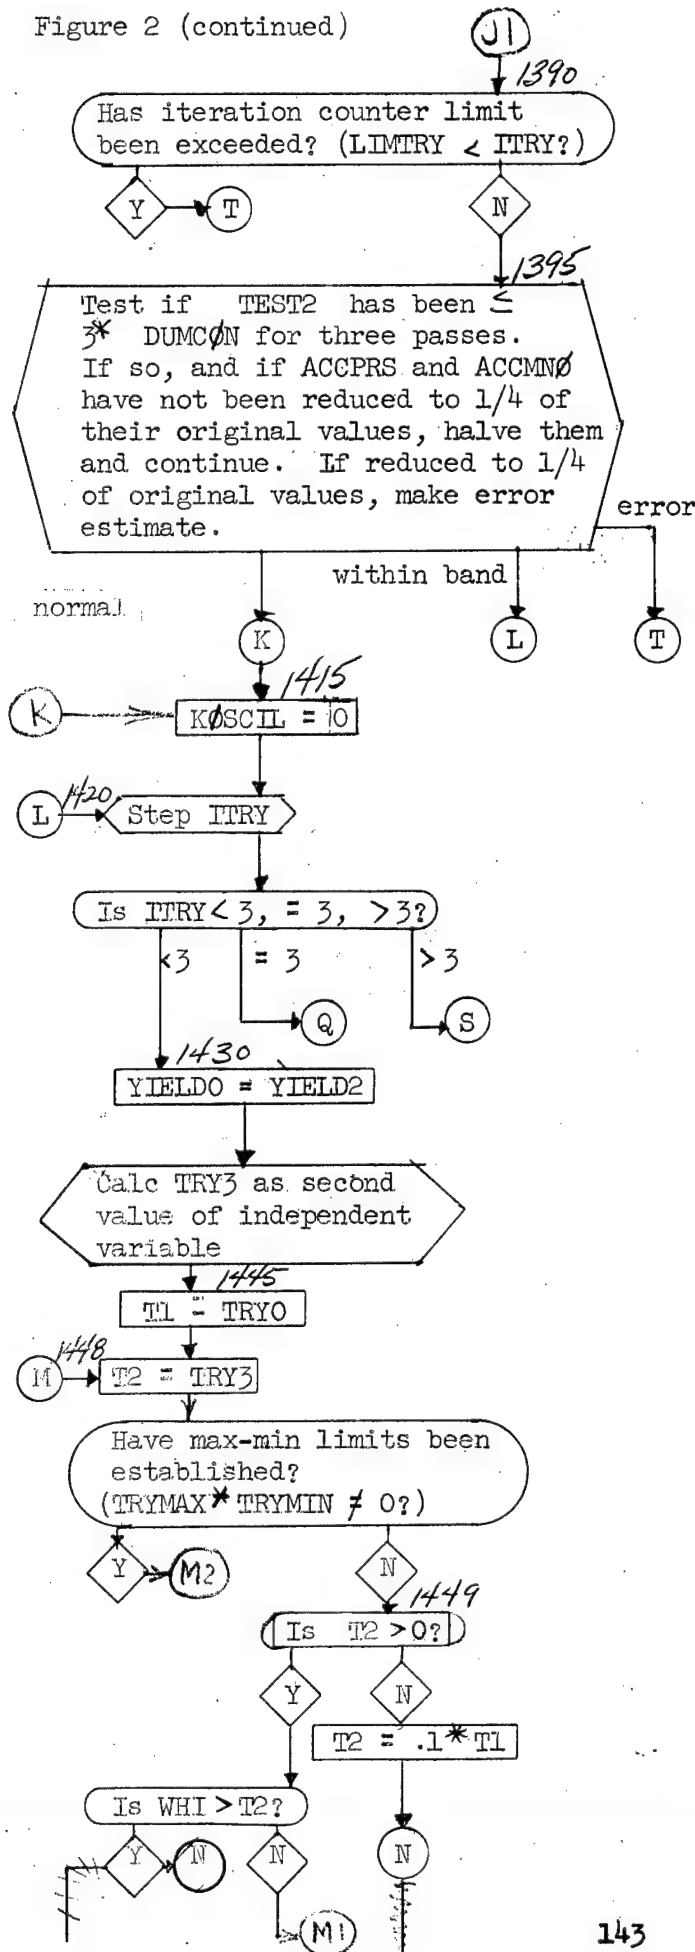 Figure 2 (continued)
J1
1390
Has iteration counter limit
been exceeded? (LIMTRY < ITRY?)
Y
T
N
1395
Test if TEST2 has been ≤
3* DUMCØN for three passes.
If so, and if ACCPRS and ACCMNØ
have not been reduced to 1/4 of
their original values, halve them
and continue. If reduced to 1/4
of original values, make error
estimate.
error
within band
normal
K
L
T
1415
K
KØSCIL = 0
L
1420
Step ITRY
Is ITRY < 3, = 3, > 3?
<3
= 3
> 3
Q
S
1430
YIELD0 = YIELD2
Calc TRY3 as second
value of independent
variable
1445
T1 = TRY0
M
1448
T2 = TRY3
Have max-min limits been
established?
(TRYMAX * TRYMIN ≠ 0?)
Y
M2
N
1449
Is T2 > 0?
Y
N
T2 = .1 * T1
Is WHI > T2?
Y
N
N
N
M1
143